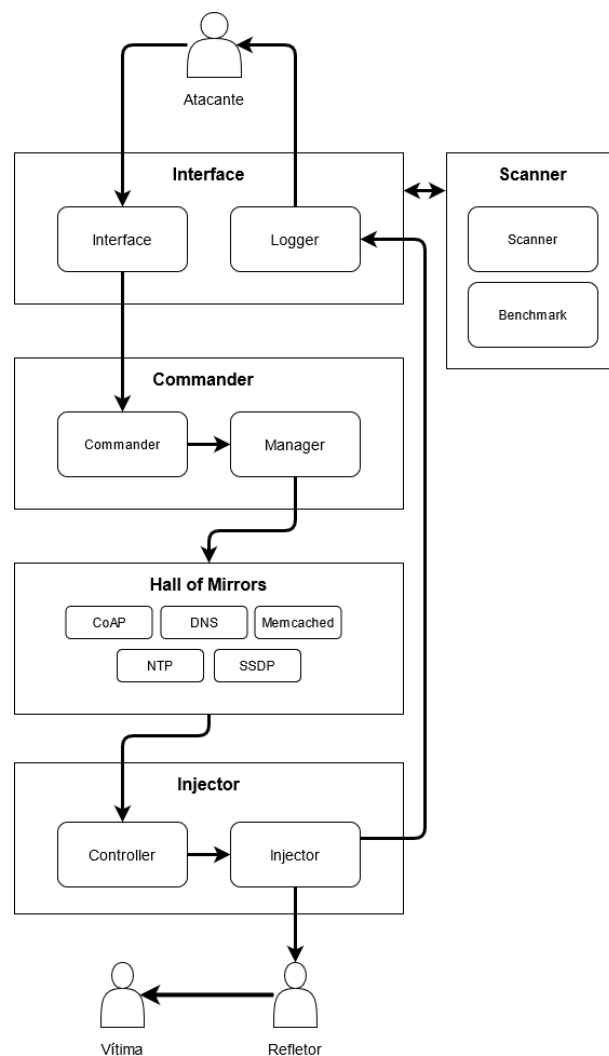 Atacante
Interface
Scanner
Interface
Logger
Scanner
Benchmark
Commander
Commander
Manager
Hall of Mirrors
CoAP
DNS
Memcached
NTP
SSDP
Injector
Controller
Injector
Vítima
Refletor